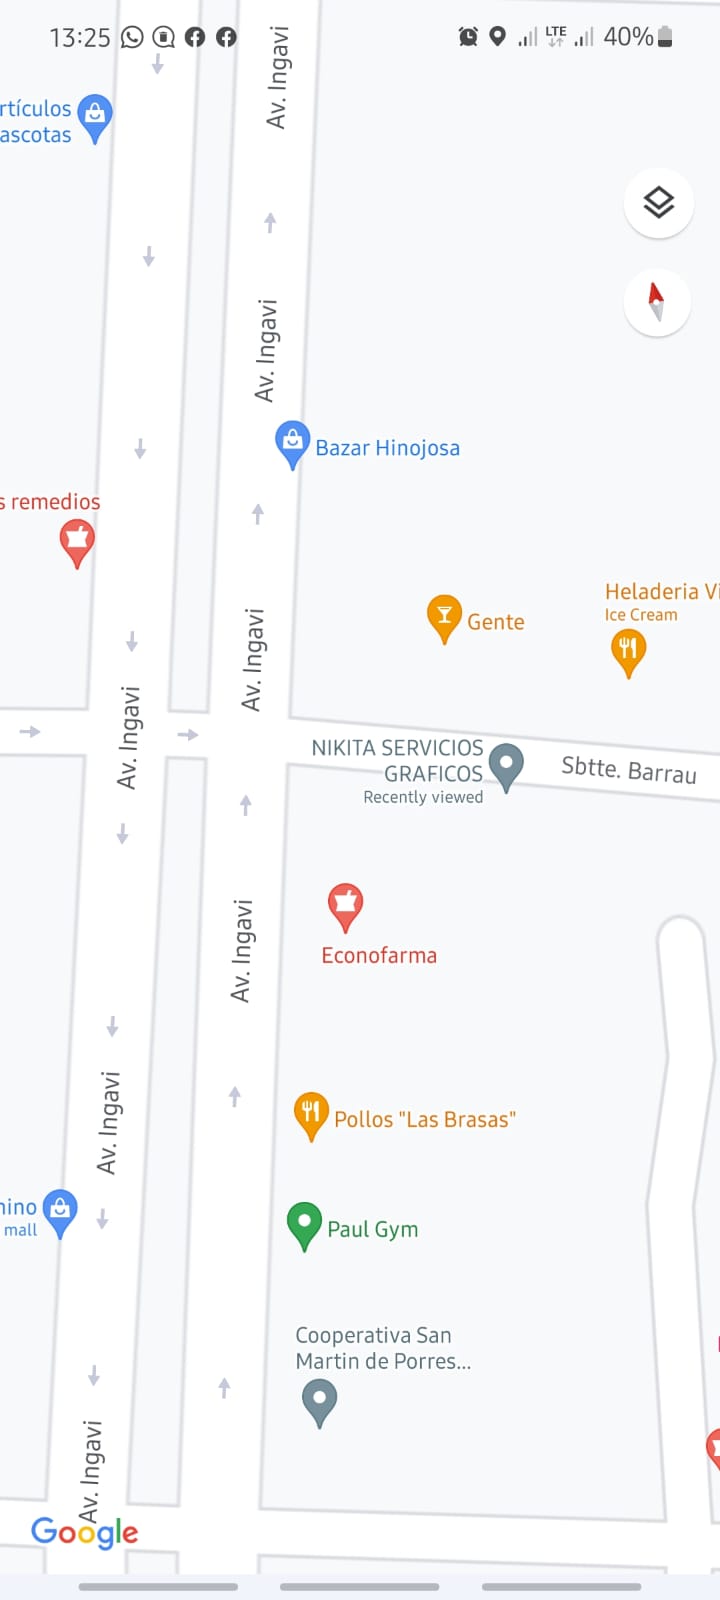 13:25
LTE
40%
Av. Ingavi
rtículos
ascotas
Av. Ingavi
Bazar Hinojosa
s remedios
Heladeria Vi
Ice Cream
Gente
Av. Ingavi
Av. Ingavi
NIKITA SERVICIOS
GRAFICOS
Recently viewed
Sbtte. Barrau
Econofarma
Av. Ingavi
Av. Ingavi
Pollos "Las Brasas"
nino
mall
Paul Gym
Cooperativa San
Martin de Porres...
Av. Ingavi
Google